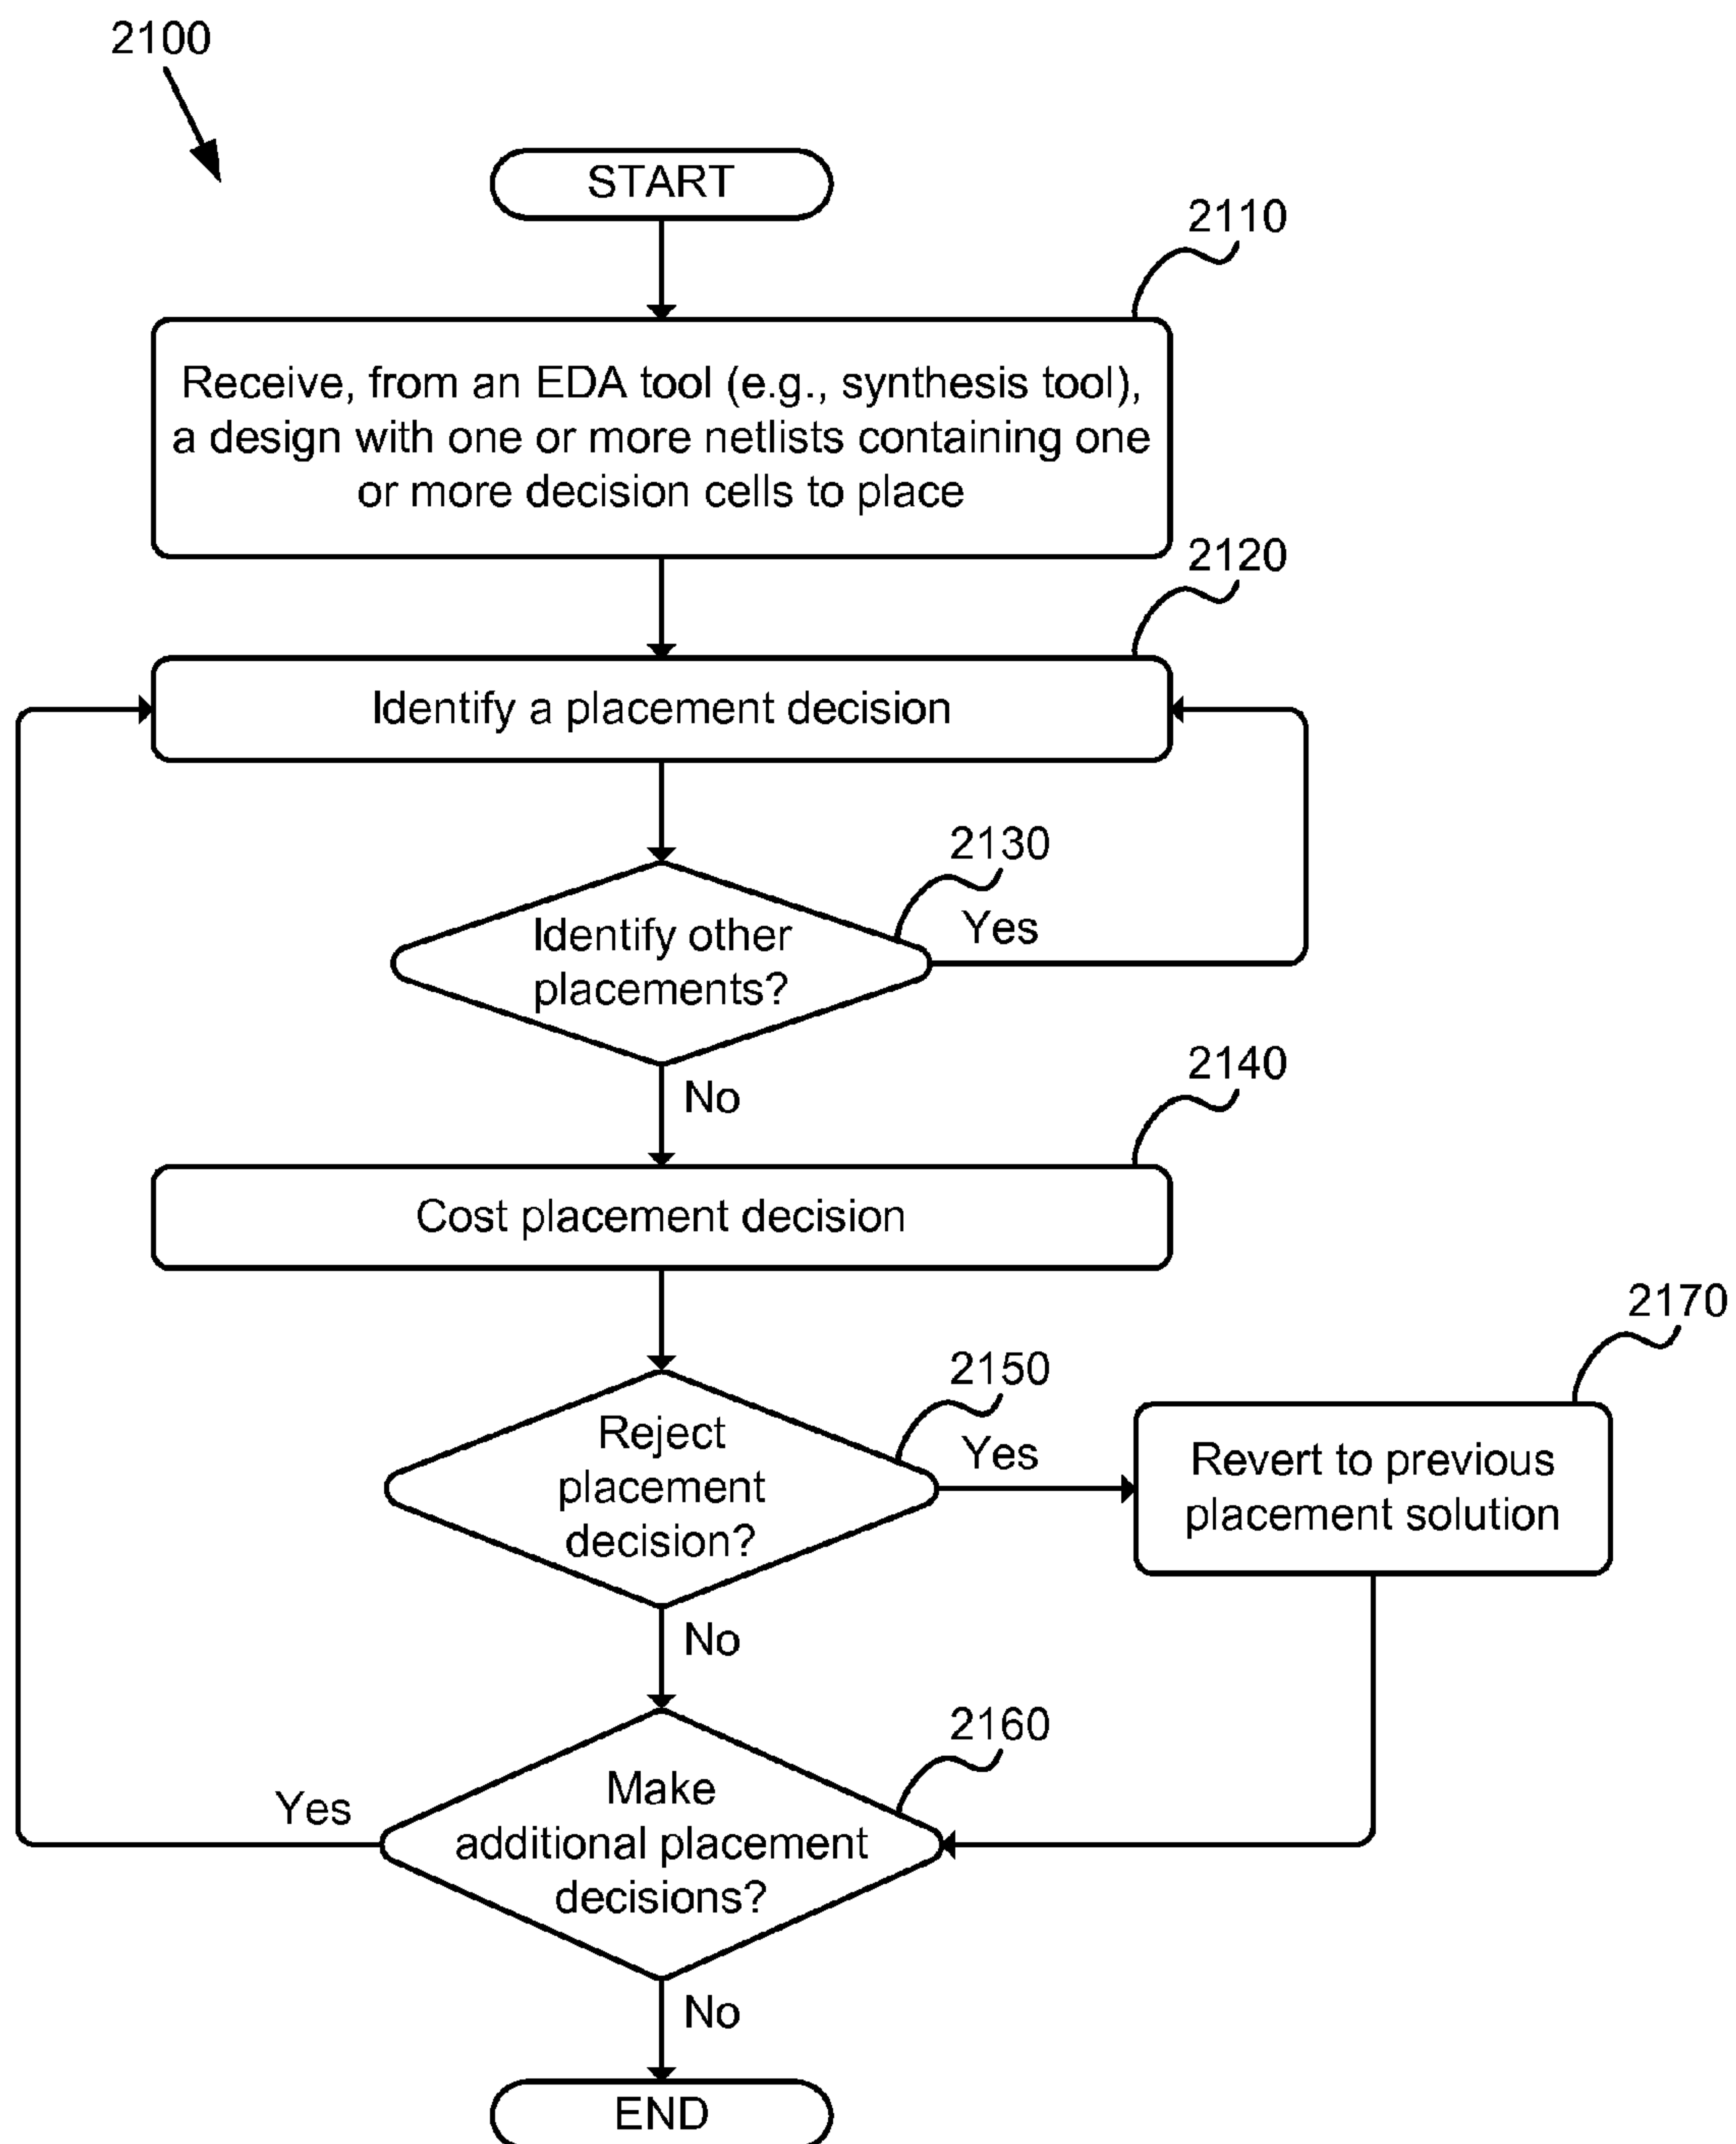 2100
START
2110
Receive, from an EDA tool (e.g., synthesis tool),
a design with one or more netlists containing one
or more decision cells to place
2120
Identify a placement decision
2130
Identify other
placements?
Yes
No
2140
Cost placement decision
2150
Reject
placement
decision?
Yes
2170
Revert to previous
placement solution
No
2160
Make
additional placement
decisions?
Yes
No
END